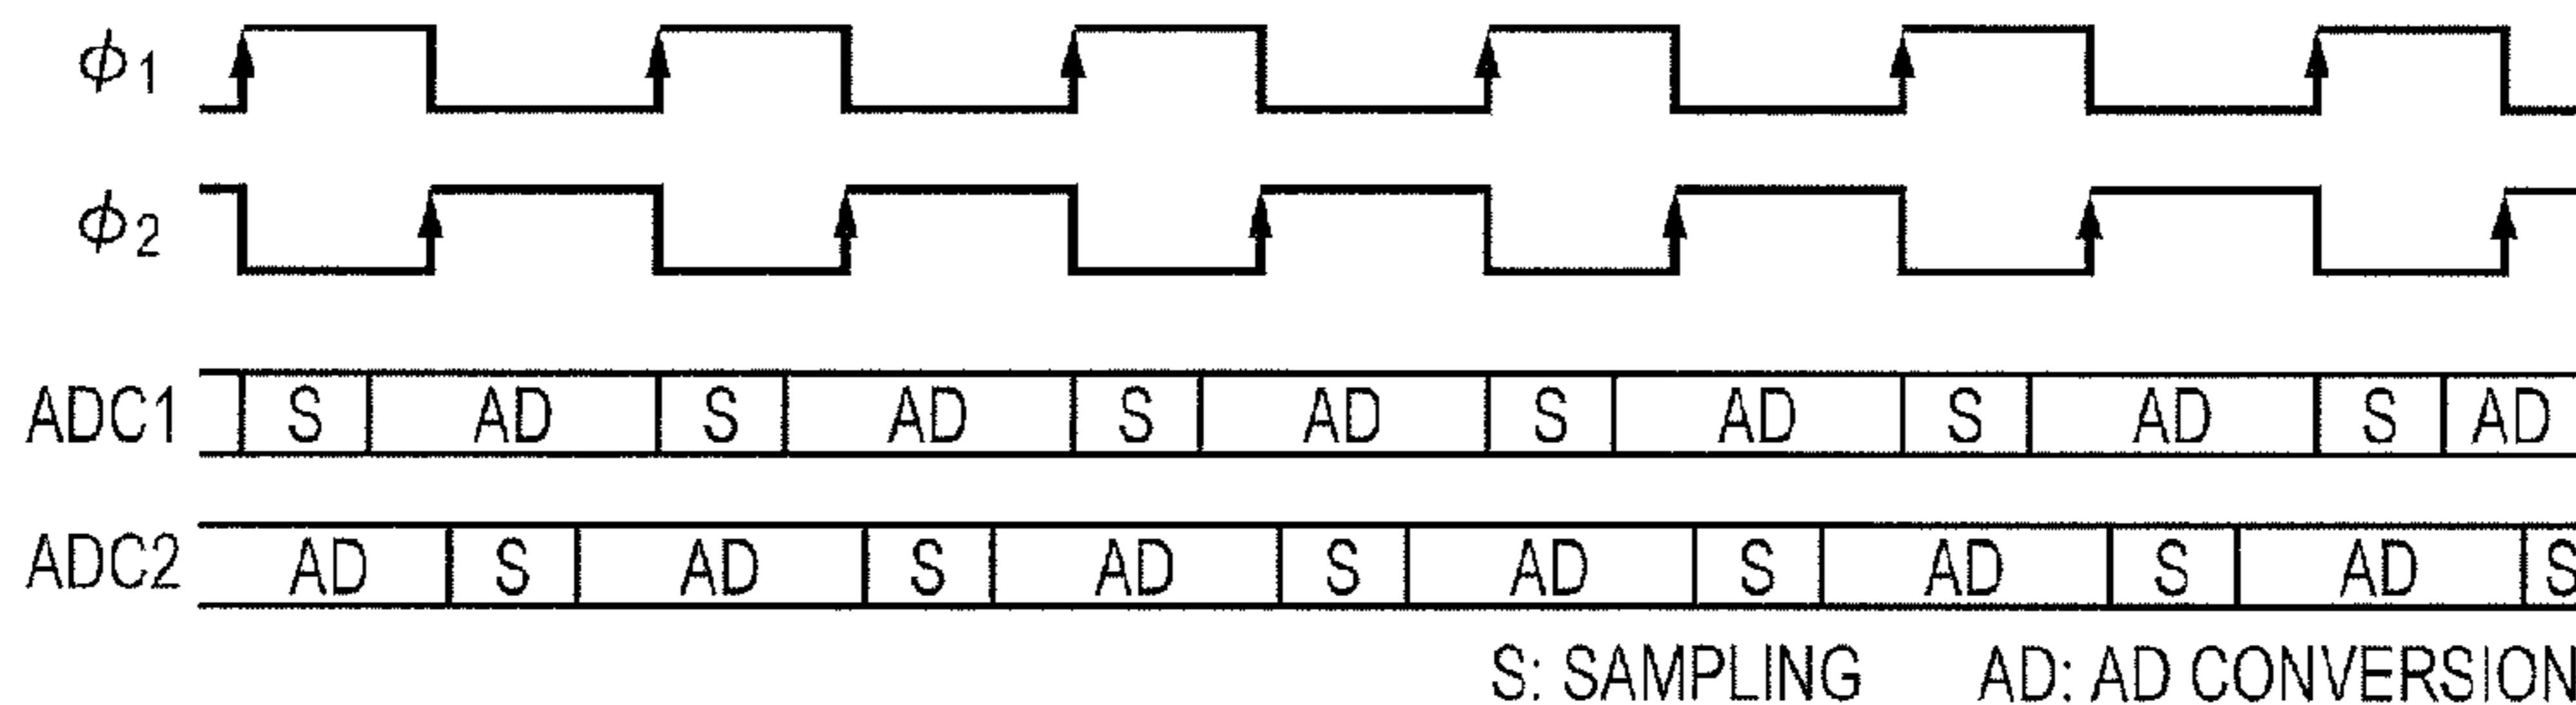 ϕ1
ϕ2
ADC1 S AD S AD S AD S AD S AD S AD
ADC2 AD S AD S AD S AD S AD S AD S
S: SAMPLING AD: AD CONVERSION